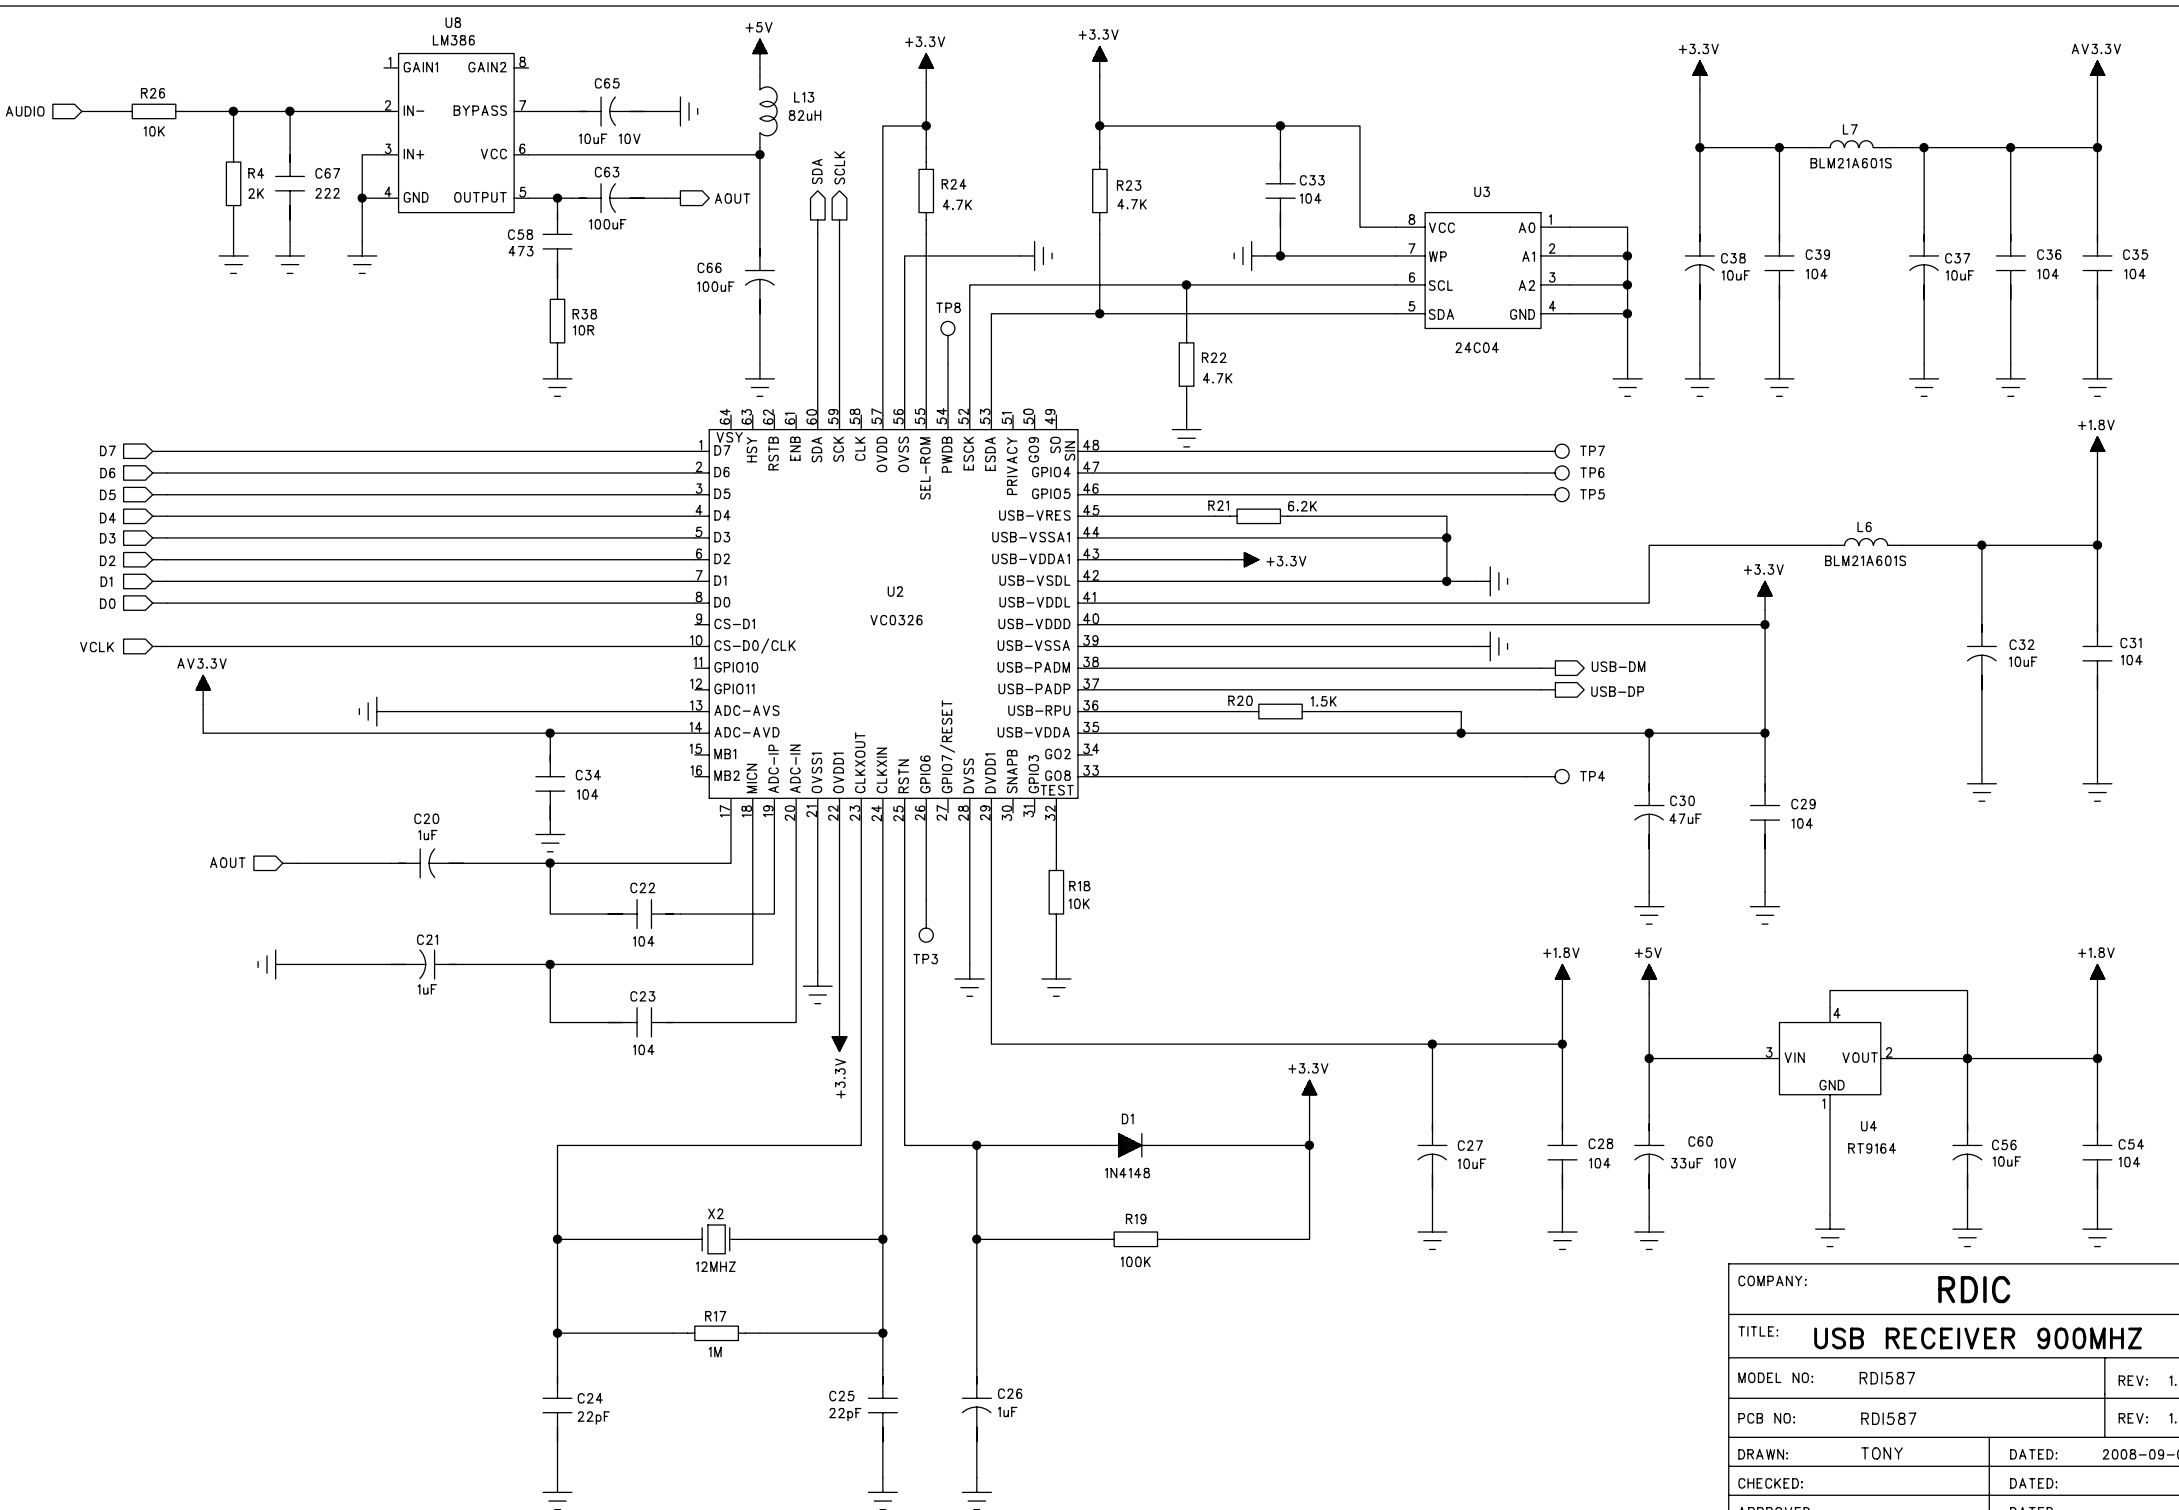 U8
LM386
1 GAIN1 GAIN2 8
2 IN- BYPASS 7
3 IN+ VCC 6
4 GND OUTPUT 5
AUDIO
R26
10K
R4
2K
C67
222
C65
10uF 10V
C63
100uF
AOUT
C58
473
R38
10R
+5V
L13
82uH
C66
100uF
SDA
SCLK
+3.3V
R24
4.7K
TP8
+3.3V
R23
4.7K
C33
104
R22
4.7K
U3
8 VCC A0 1
7 WP A1 2
6 SCL A2 3
5 SDA GND 4
24C04
+3.3V
AV3.3V
L7
BLM21A601S
C38
10uF
C39
104
C37
10uF
C36
104
C35
104
D7
D6
D5
D4
D3
D2
D1
D0
VCLK
AV3.3V
U2
VC0326
1 D7
2 D6
3 D5
4 D4
5 D3
6 D2
7 D1
8 D0
9 CS-D1
10 CS-D0/CLK
11 GPIO10
12 GPIO11
13 ADC-AVS
14 ADC-AVD
15 MB1
16 MB2
64 VSY
63 HSY
62 RSTB
61 ENB
60 SDA
59 SCK
58 CLK
57 OVDD
56 OVSS
55 SEL-ROM
54 PWDB
52 ESCK
53 ESDA
51 PRIVACY
50 GO9
49 SO
SIN 48
GPIO4 47
GPIO5 46
USB-VRES 45
USB-VSSA1 44
USB-VDDA1 43
USB-VSDL 42
USB-VDDL 41
USB-VDDD 40
USB-VSSA 39
USB-PADM 38
USB-PADP 37
USB-RPU 36
USB-VDDA 35
GO2 34
GO8 33
17
MICN 18
ADC-IP 19
ADC-IN 20
OVSS1 21
OVDD1 22
CLKXOUT 23
CLKXIN 24
RSTN 25
GPIO6 26
GPIO7/RESET 27
DVSS 28
DVDD1 29
SNAPB 30
GPIO3 31
TEST 32
TP7
TP6
TP5
R21 6.2K
+3.3V
USB-DM
USB-DP
R20 1.5K
TP4
+1.8V
L6
BLM21A601S
+3.3V
C32
10uF
C31
104
C30
47uF
C29
104
C34
104
C20
1uF
AOUT
C22
104
C21
1uF
C23
104
+3.3V
TP3
R18
10K
X2
12MHZ
R17
1M
C24
22pF
C25
22pF
C26
1uF
D1
1N4148
R19
100K
+3.3V
+1.8V
C27
10uF
C28
104
+5V
C60
33uF 10V
4
3 VIN VOUT 2
GND
1
U4
RT9164
+1.8V
C56
10uF
C54
104
COMPANY: RDIC
TITLE: USB RECEIVER 900MHZ
MODEL NO: RDI587 REV: 1.
PCB NO: RDI587 REV: 1.
DRAWN: TONY DATED: 2008-09-0
CHECKED: DATED: